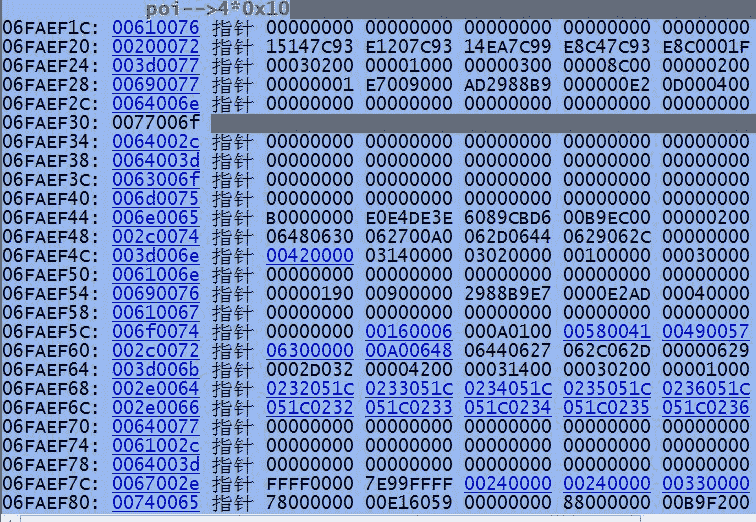 poi-->4*0x10
06FAEF1C: 00610076 指针 00000000 00000000 00000000 00000000 00000000
06FAEF20: 00200072 指针 15147C93 E1207C93 14EA7C99 E8C47C93 E8C0001F
06FAEF24: 003d0077 指针 00030200 00001000 00000300 00008C00 00000200
06FAEF28: 00690077 指针 00000001 E7009000 AD2988B9 000000E2 0D000400
06FAEF2C: 0064006e 指针 00000000 00000000 00000000 00000000 00000000
06FAEF30: 0077006f
06FAEF34: 0064002c 指针 00000000 00000000 00000000 00000000 00000000
06FAEF38: 0064003d 指针 00000000 00000000 00000000 00000000 00000000
06FAEF3C: 0063006f 指针 00000000 00000000 00000000 00000000 00000000
06FAEF40: 006d0075 指针 00000000 00000000 00000000 00000000 00000000
06FAEF44: 006e0065 指针 B0000000 E0E4DE3E 6089CBD6 00B9EC00 00000200
06FAEF48: 002c0074 指针 06480630 062700A0 062D0644 0629062C 00000000
06FAEF4C: 003d006e 指针 00420000 03140000 03020000 00100000 00030000
06FAEF50: 0061006e 指针 00000000 00000000 00000000 00000000 00000000
06FAEF54: 00690076 指针 00000190 00900000 2988B9E7 0000E2AD 00040000
06FAEF58: 00610067 指针 00000000 00000000 00000000 00000000 00000000
06FAEF5C: 006f0074 指针 00000000 00160006 000A0100 00580041 00490057
06FAEF60: 002c0072 指针 06300000 00A00648 06440627 062C062D 00000629
06FAEF64: 003d006b 指针 0002D032 00004200 00031400 00030200 00001000
06FAEF68: 002e0064 指针 0232051C 0233051C 0234051C 0235051C 0236051C
06FAEF6C: 002e0066 指针 051C0232 051C0233 051C0234 051C0235 051C0236
06FAEF70: 00640077 指针 00000000 00000000 00000000 00000000 00000000
06FAEF74: 0061002c 指针 00000000 00000000 00000000 00000000 00000000
06FAEF78: 0064003d 指针 00000000 00000000 00000000 00000000 00000000
06FAEF7C: 0067002e 指针 FFFF0000 7E99FFFF 00240000 00240000 00330000
06FAEF80: 00740065 指针 78000000 00E16059 00000000 88000000 00B9F200